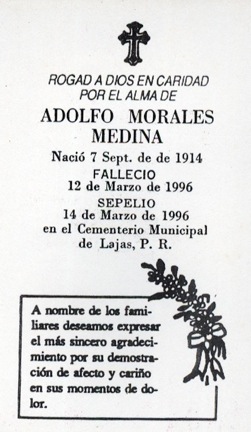 ROGAD A DIOS EN CARIDAD
POR EL ALMA DE
ADOLFO MORALES
MEDINA
Nació 7 Sept. de de 1914
FALLECIO
12 de Marzo de 1996
SEPELIO
14 de Marzo de 1996
en el Cementerio Municipal
de Lajas, P. R.
A nombre de los fami-
liares deseamos expresar
el más sincero agradeci-
miento por su demostra-
ción de afecto y cariño
en sus momentos de do-
lor.